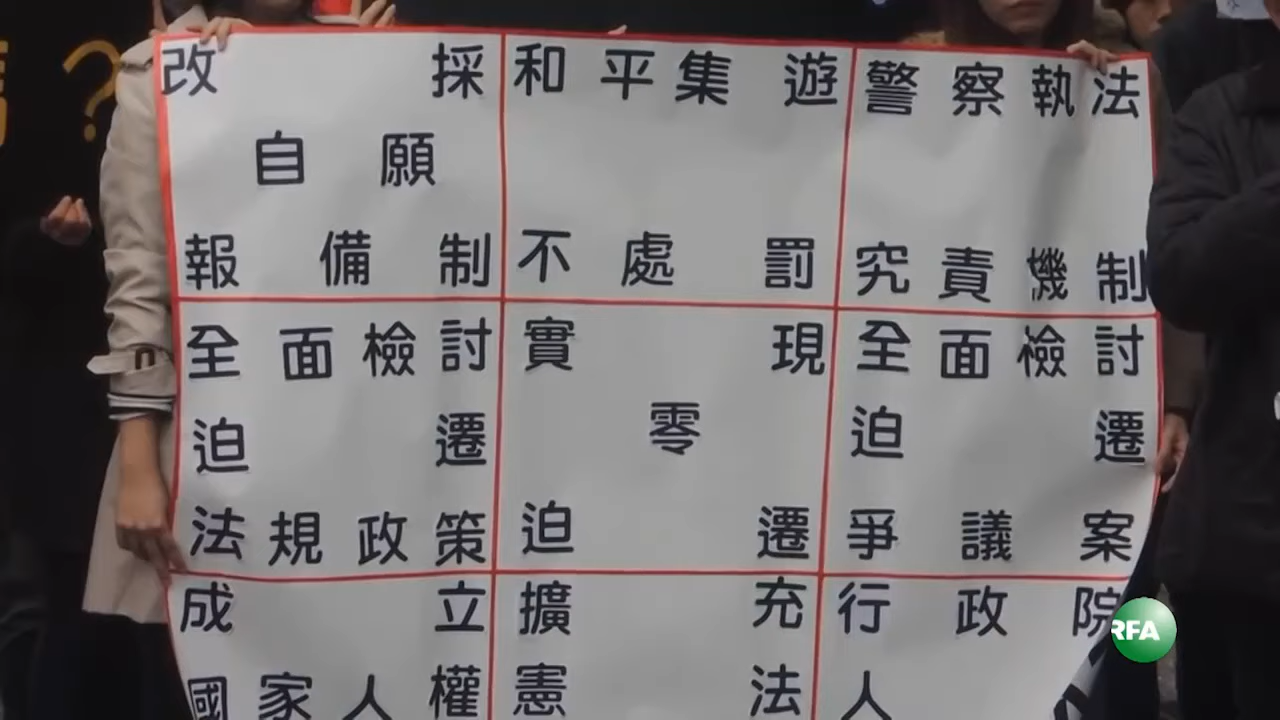 ？
改採
自願
報備制
和平集遊
不處罰
警察執法
究責機制
全面檢討
迫遷
法規政策
實現
零
迫遷
全面檢討
迫遷
爭議案
成立
國家人權
擴充
憲法
行政院
人
RFA